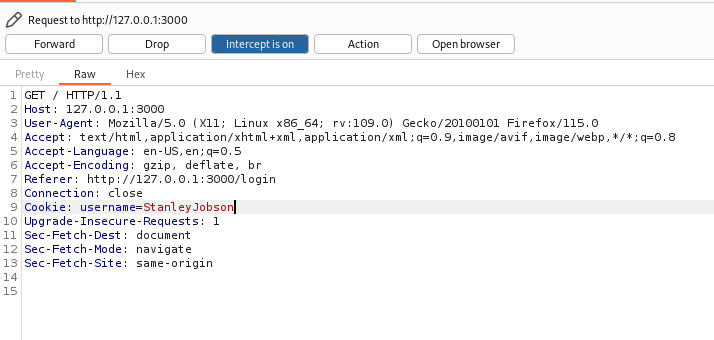 Request to http://127.0.0.1:3000
Forward Drop Intercept is on Action Open browser
Pretty Raw Hex
1 GET / HTTP/1.1
2 Host: 127.0.0.1:3000
3 User-Agent: Mozilla/5.0 (X11; Linux x86_64; rv:109.0) Gecko/20100101 Firefox/115.0
4 Accept: text/html,application/xhtml+xml,application/xml;q=0.9,image/avif,image/webp,*/*;q=0.8
5 Accept-Language: en-US,en;q=0.5
6 Accept-Encoding: gzip, deflate, br
7 Referer: http://127.0.0.1:3000/login
8 Connection: close
9 Cookie: username=StanleyJobson
10 Upgrade-Insecure-Requests: 1
11 Sec-Fetch-Dest: document
12 Sec-Fetch-Mode: navigate
13 Sec-Fetch-Site: same-origin
14
15